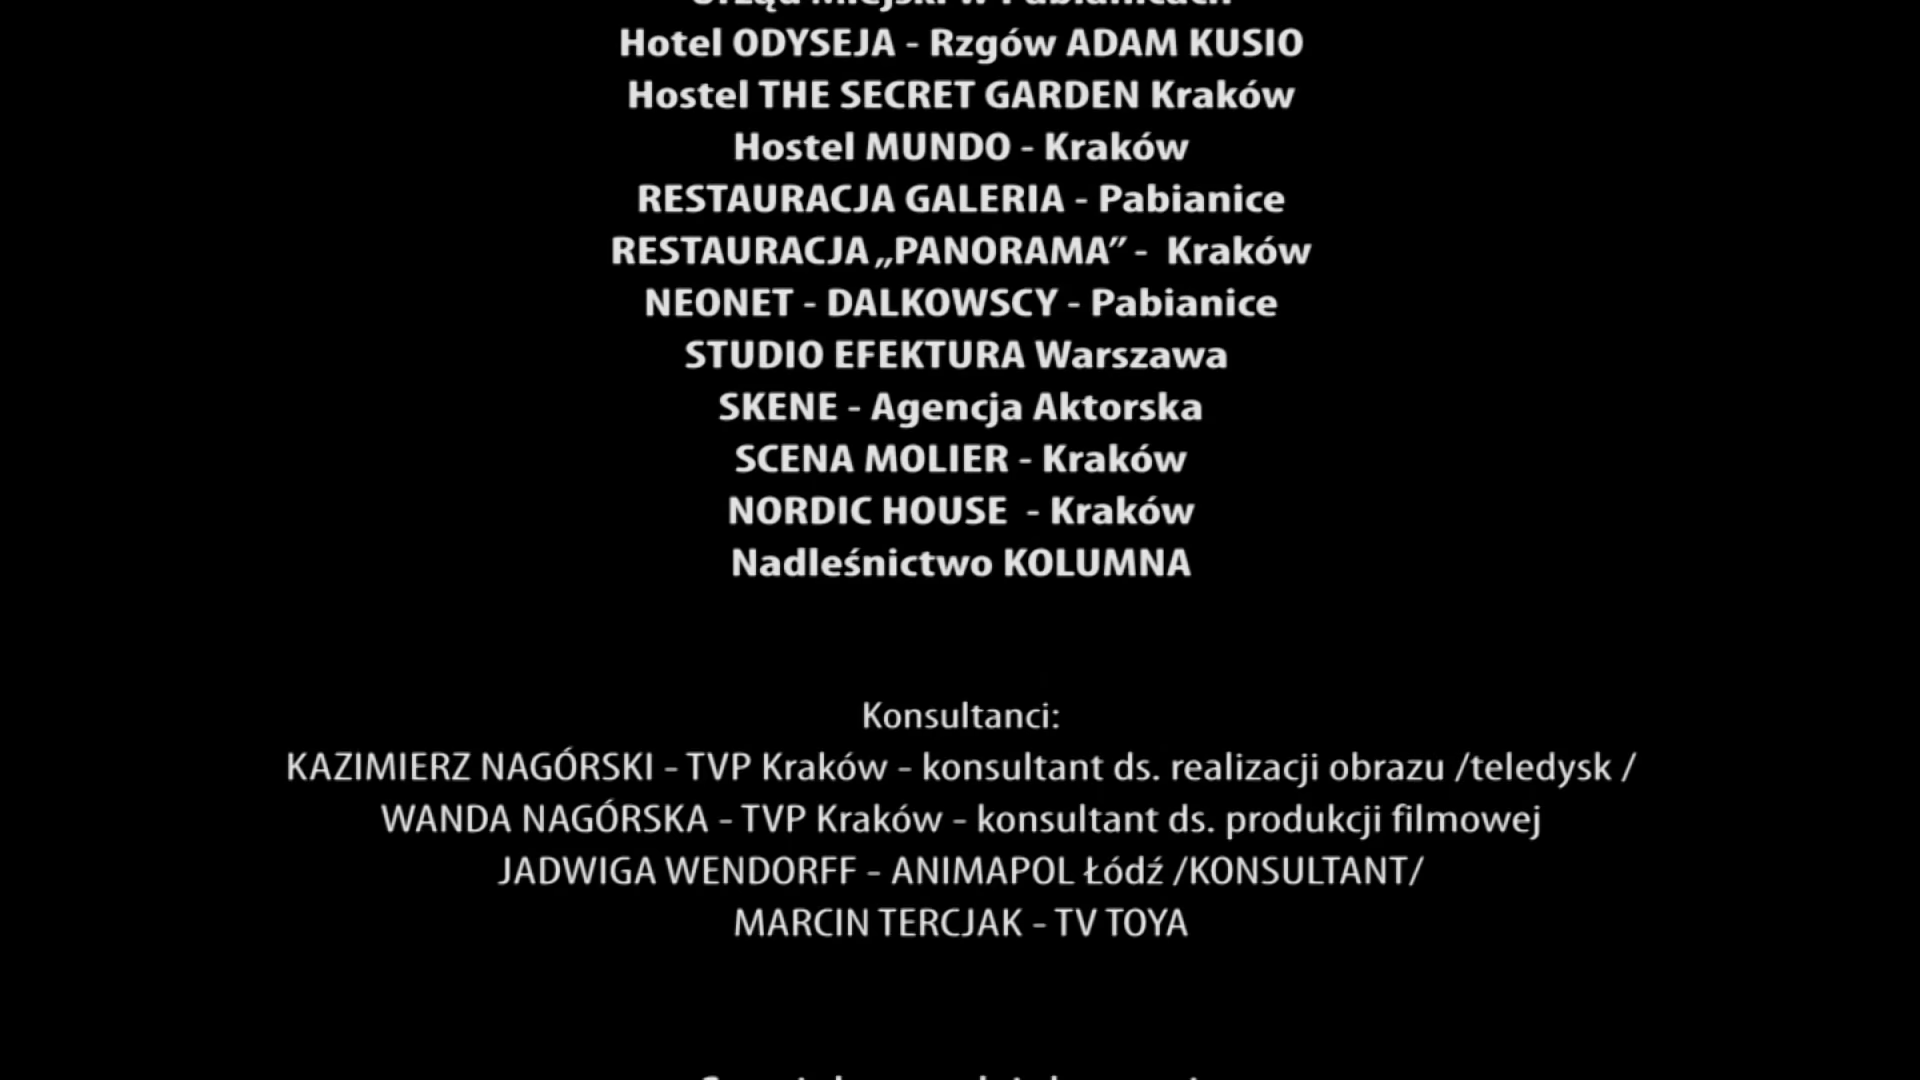 Urząd Miejski w Pabianicach
Hotel ODYSEJA - Rzgów ADAM KUSIO
Hostel THE SECRET GARDEN Kraków
Hostel MUNDO - Kraków
RESTAURACJA GALERIA - Pabianice
RESTAURACJA „PANORAMA” - Kraków
NEONET - DALKOWSCY - Pabianice
STUDIO EFEKTURA Warszawa
SKENE - Agencja Aktorska
SCENA MOLIER - Kraków
NORDIC HOUSE - Kraków
Nadleśnictwo KOLUMNA
Konsultanci:
KAZIMIERZ NAGÓRSKI – TVP Kraków – konsultant ds. realizacji obrazu /teledysk /
WANDA NAGÓRSKA – TVP Kraków – konsultant ds. produkcji filmowej
JADWIGA WENDORFF – ANIMAPOL Łódź /KONSULTANT/
MARCIN TERCJAK – TV TOYA